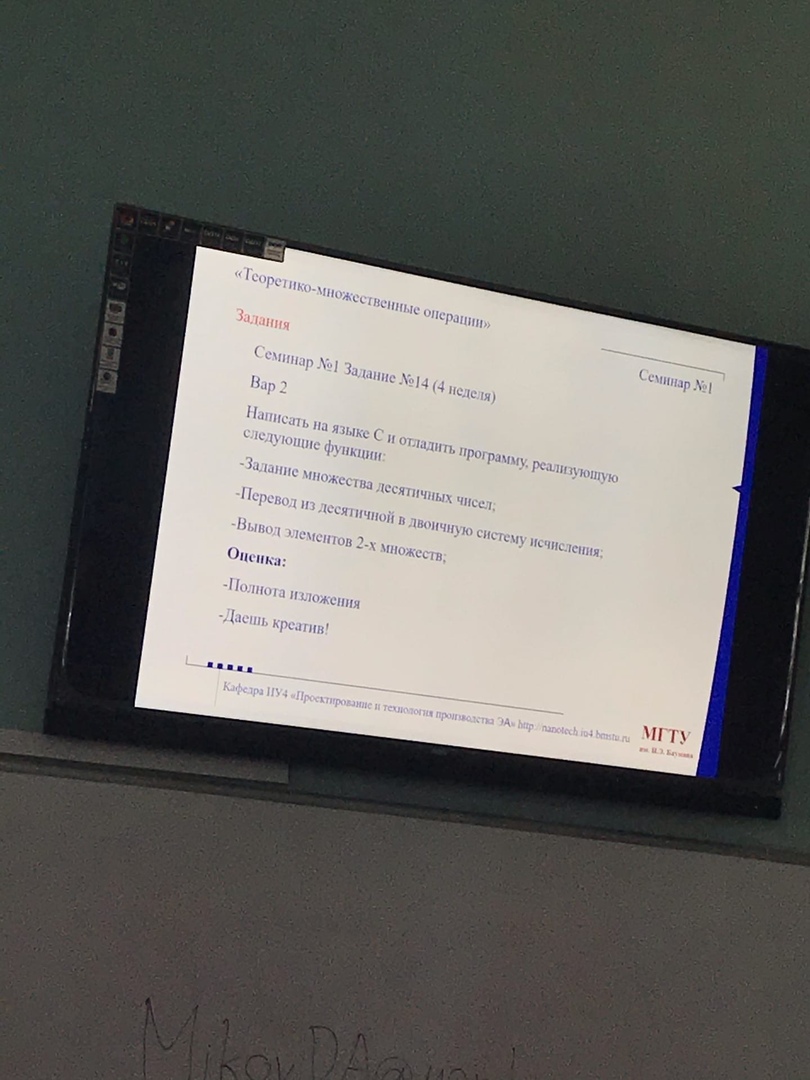 «Теоретико-множественные операции»
Задания
Семинар №1
Семинар №1 Задание №14 (4 неделя)
Вар 2
Написать на языке С и отладить программу, реализующую
следующие функции:
-Задание множества десятичных чисел;
-Перевод из десятичной в двоичную систему исчисления;
-Вывод элементов 2-х множеств;
Оценка:
-Полнота изложения
-Даешь креатив!
Кафедра ИУ4 «Проектирование и технология производства ЭА» http://nanotech.iu4.bmstu.ru
МГТУ
им. Н.Э. Баумана